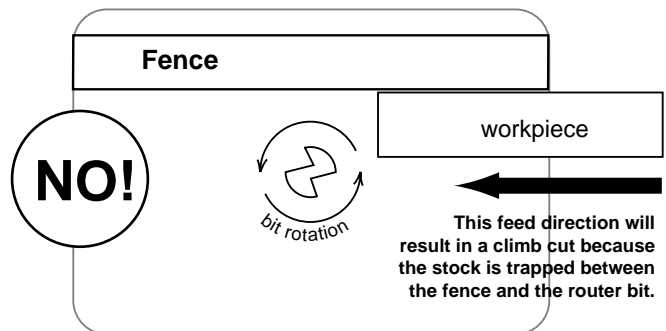 Fence
workpiece
NO!
bit rotation
This feed direction will
result in a climb cut because
the stock is trapped between
the fence and the router bit.